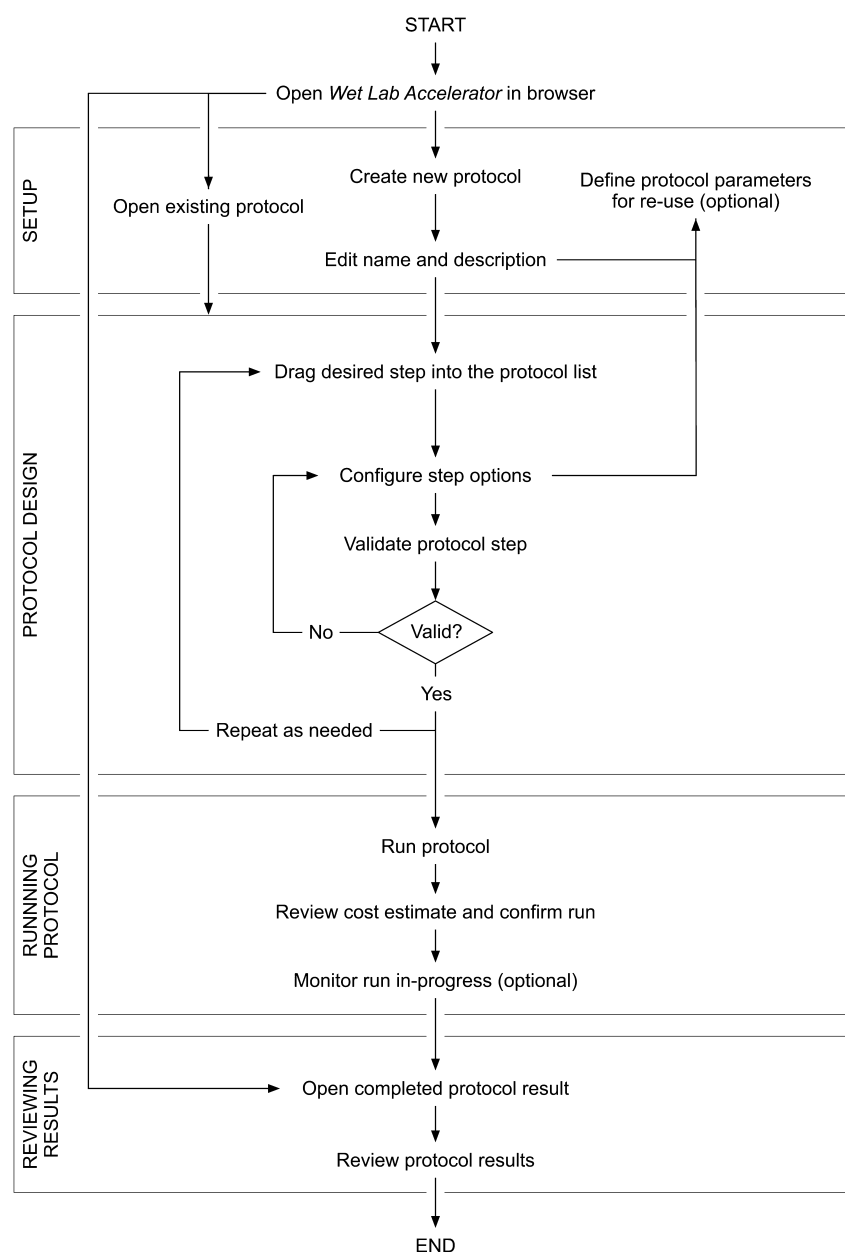 START
Open Wet Lab Accelerator in browser
SETUP
Create new protocol
Define protocol parameters
for re-use (optional)
Open existing protocol
Edit name and description
PROTOCOL DESIGN
Drag desired step into the protocol list
Configure step options
Validate protocol step
Valid?
No
Yes
Repeat as needed
RUNNNING
PROTOCOL
Run protocol
Review cost estimate and confirm run
Monitor run in-progress (optional)
REVIEWING
RESULTS
Open completed protocol result
Review protocol results
END